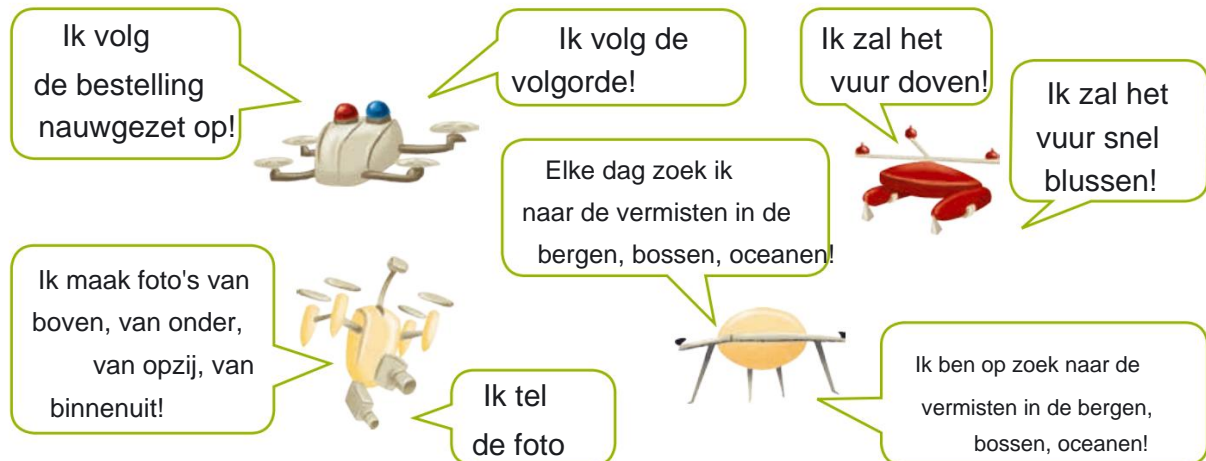 Ik volg
de bestelling
nauwgezet op!
Ik volg de
volgorde!
Ik zal het
vuur doven!
Ik zal het
vuur snel
blussen!
Elke dag zoek ik
naar de vermisten in de
bergen, bossen, oceanen!
Ik maak foto's van
boven, van onder,
van opzij, van
binnenuit!
Ik tel
de foto
Ik ben op zoek naar de
vermisten in de bergen,
bossen, oceanen!